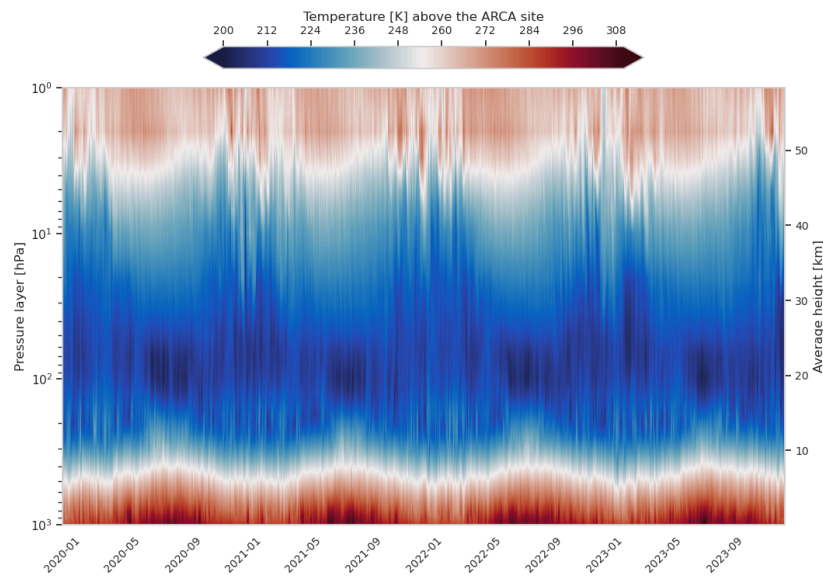 Temperature [K] above the ARCA site
200 212 224 236 248 260 272 284 296 308
Pressure layer [hPa]
10⁰
10¹
10²
10³
Average height [km]
50
40
30
20
10
2020-01 2020-05 2020-09 2021-01 2021-05 2021-09 2022-01 2022-05 2022-09 2023-01 2023-05 2023-09